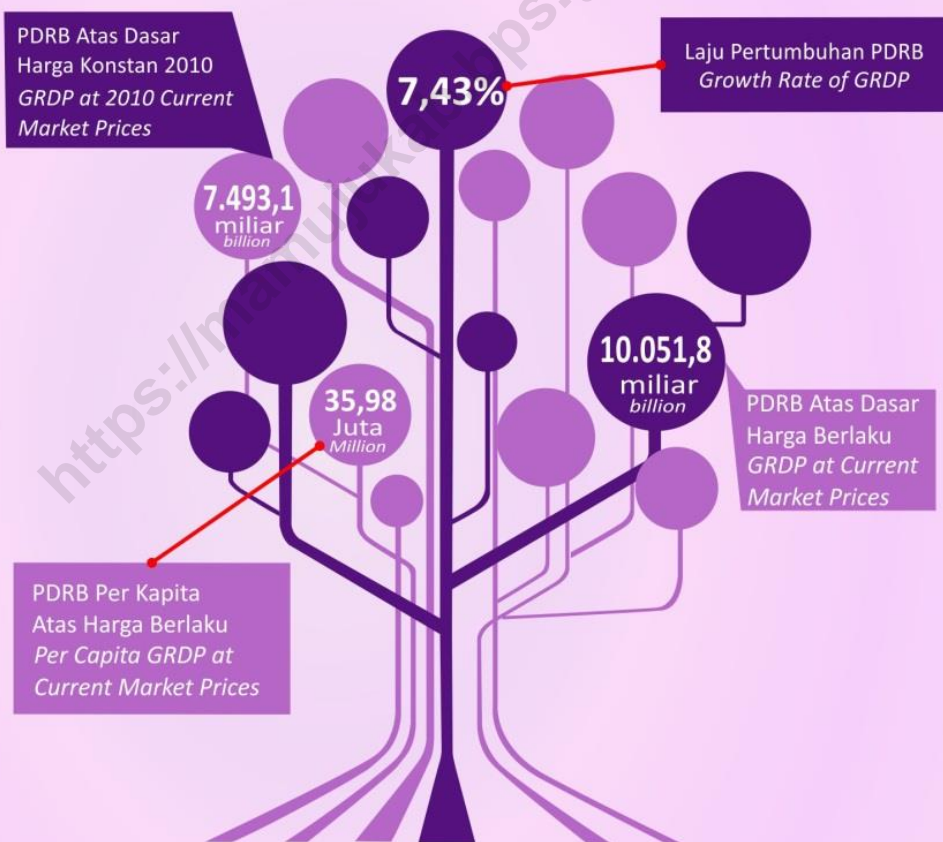 PDRB Atas Dasar
Harga Konstan 2010
GRDP at 2010 Current
Market Prices
7,43%
Laju Pertumbuhan PDRB
Growth Rate of GRDP
7.493,1
miliar
billion
10.051,8
miliar
billion
35,98
Juta
Million
PDRB Atas Dasar
Harga Berlaku
GRDP at Current
Market Prices
PDRB Per Kapita
Atas Harga Berlaku
Per Capita GRDP at
Current Market Prices